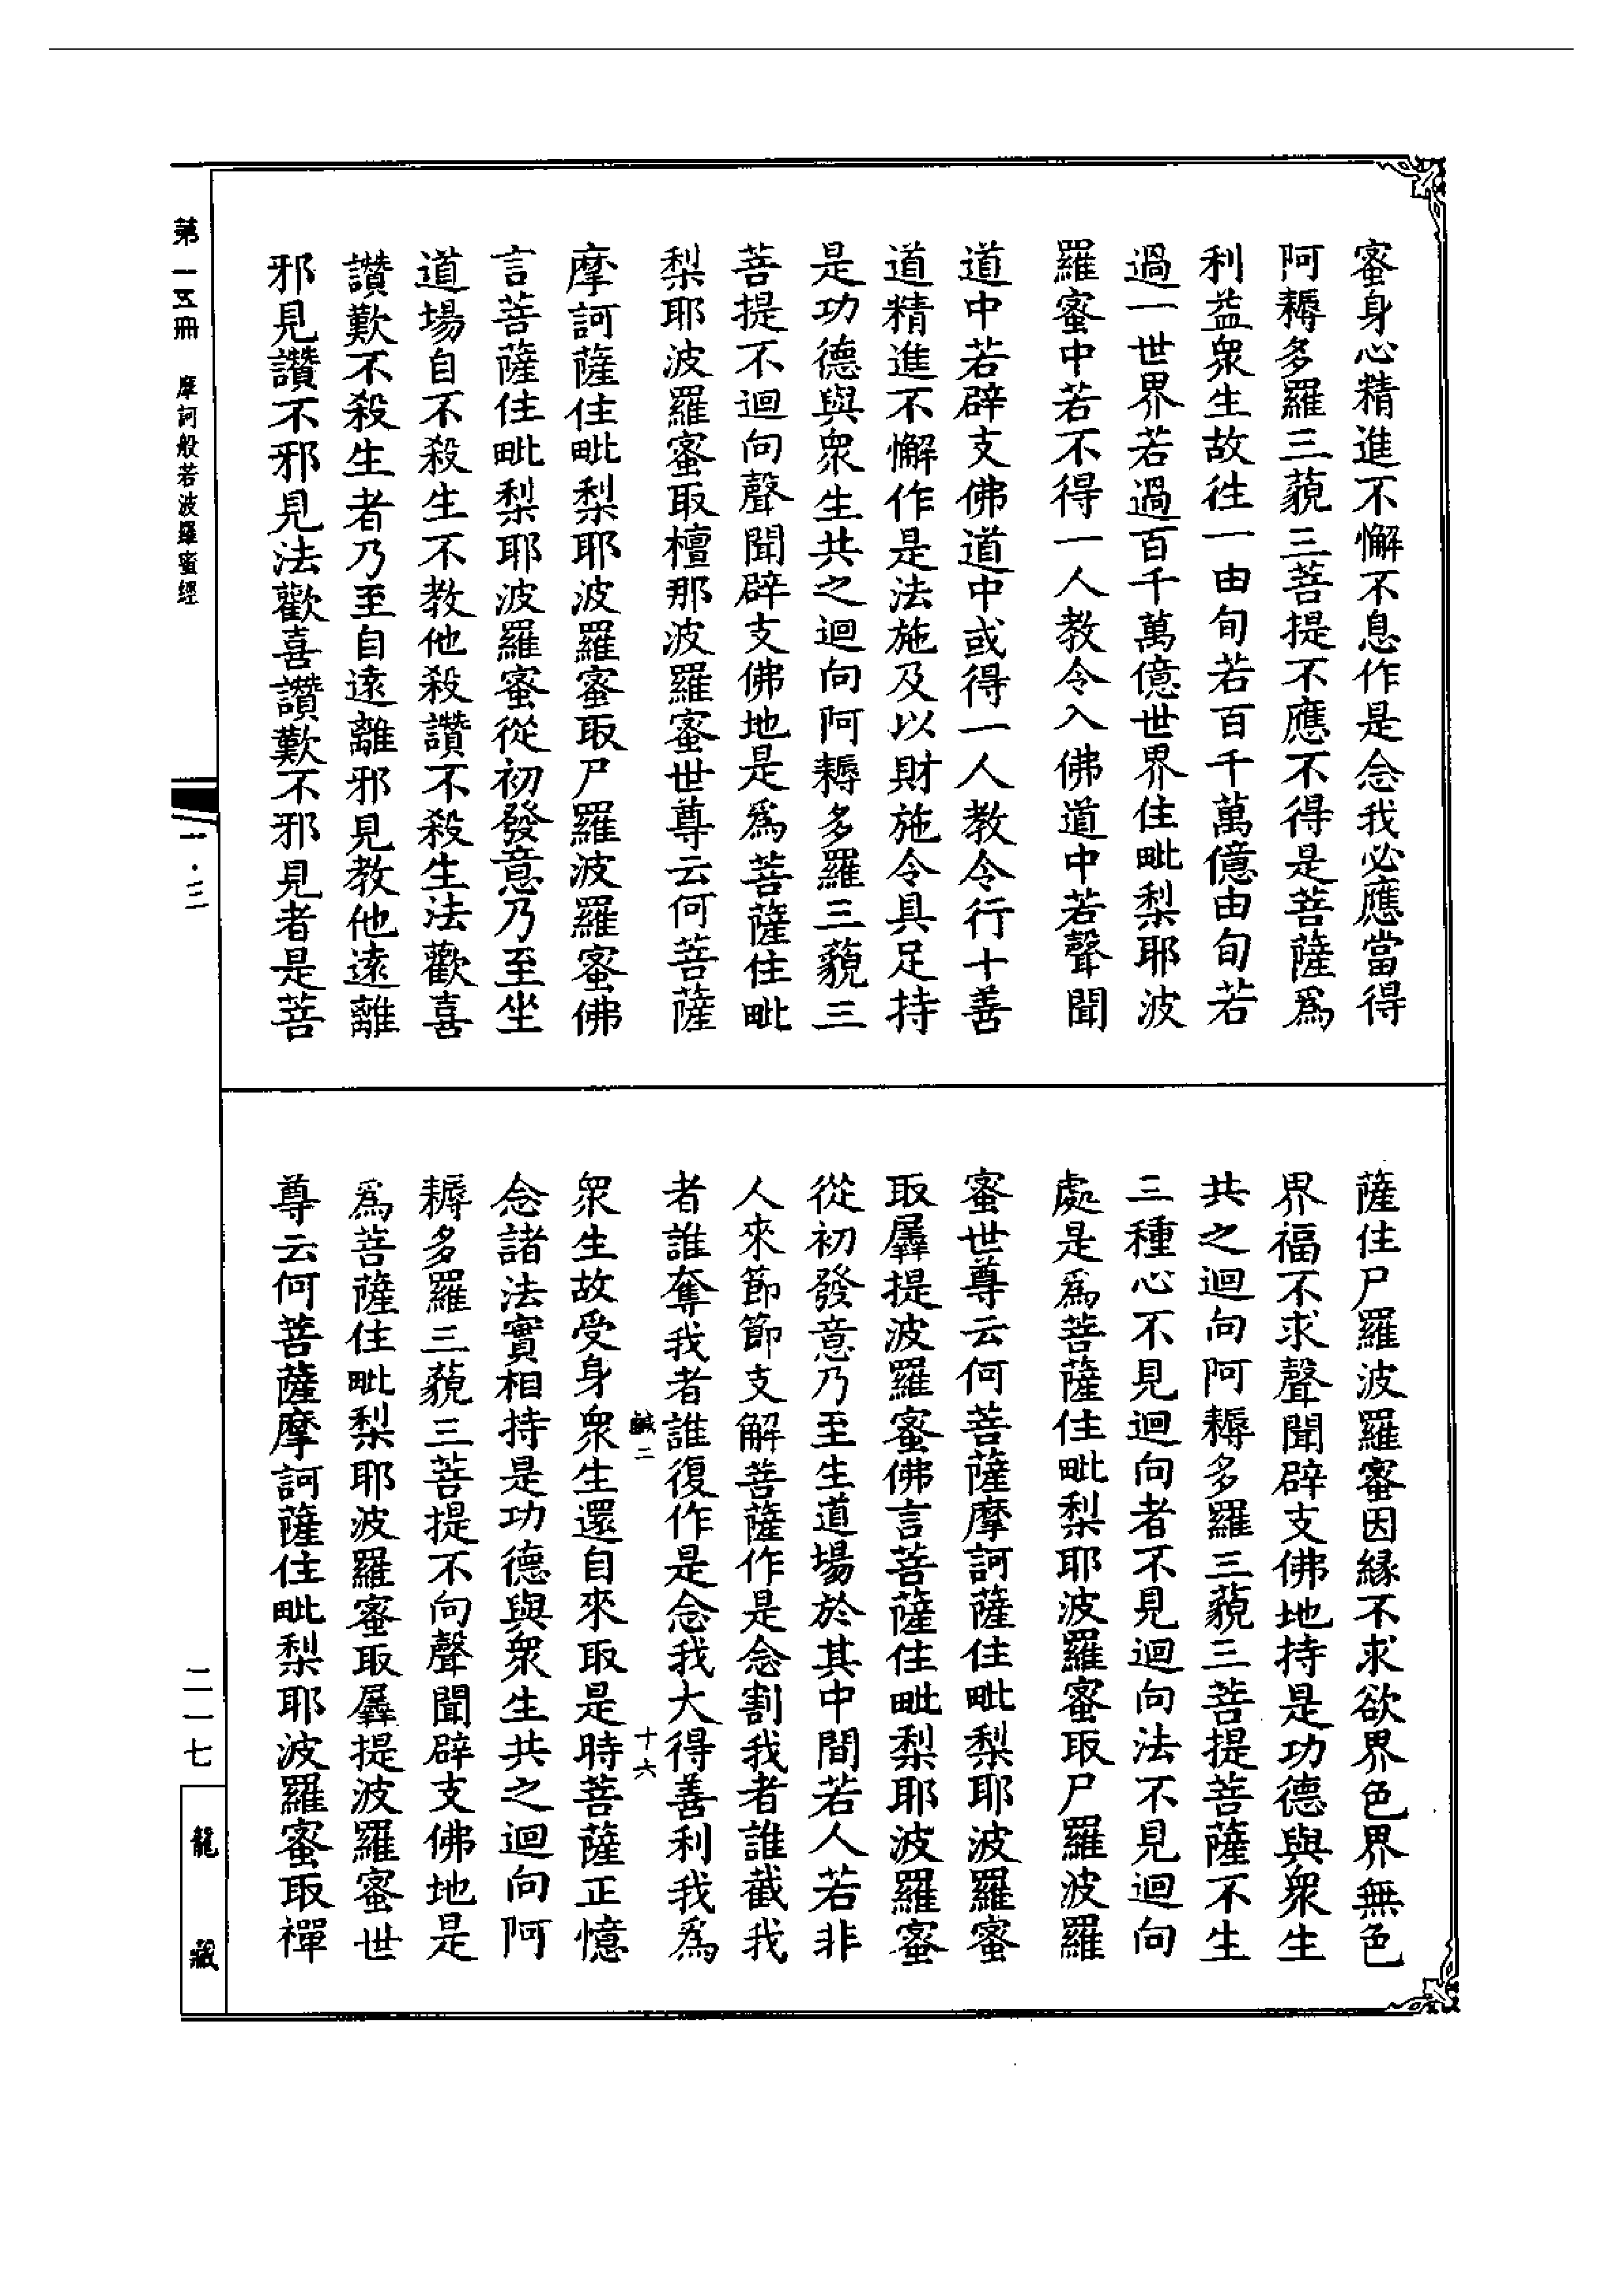 蜜身心精進不懈不息作是念我必應當得
阿耨多羅三藐三菩提不應不得是菩薩爲
利益衆生故往一由旬若百千萬億由旬若
過一世界若過百千萬億世界住毗梨耶波
羅蜜中若不得一人教令入佛道中若聲聞
道中若辟支佛道中或得一人教令行十善
道精進不懈作是法施及以財施令具足持
是功德與衆生共之迴向阿耨多羅三藐三
菩提不迴向聲聞辟支佛地是爲菩薩住毗
梨耶波羅蜜取檀那波羅蜜世尊云何菩薩
摩訶薩住毗梨耶波羅蜜取尸羅波羅蜜佛
言菩薩住毗梨耶波羅蜜從初發意乃至坐
道場自不殺生不教他殺讚不殺生法歡喜
讚歎不殺生者乃至自遠離邪見教他遠離
邪見讚不邪見法歡喜讚歎不邪見者是菩
薩住尸羅波羅蜜因緣不求欲界色界無色
界福不求聲聞辟支佛地持是功德與衆生
共之迴向阿耨多羅三藐三菩提菩薩不生
三種心不見迴向者不見迴向法不見迴向
處是爲菩薩住毗梨耶波羅蜜取尸羅波羅
蜜世尊云何菩薩摩訶薩住毗梨耶波羅蜜
取羼提波羅蜜佛言菩薩住毗梨耶波羅蜜
從初發意乃至生道場於其中間若人若非
人來節節支解菩薩作是念割我者誰截我
者誰奪我者誰復作是念我大得善利我爲
鹹二 十六
衆生故受身衆生還自來取是時菩薩正憶
念諸法實相持是功德與衆生共之迴向阿
耨多羅三藐三菩提不向聲聞辟支佛地是
爲菩薩住毗梨耶波羅蜜取羼提波羅蜜世
尊云何菩薩摩訶薩住毗梨耶波羅蜜取禪
第一五冊 摩訶般若波羅蜜經
一·三
二一七
龍藏